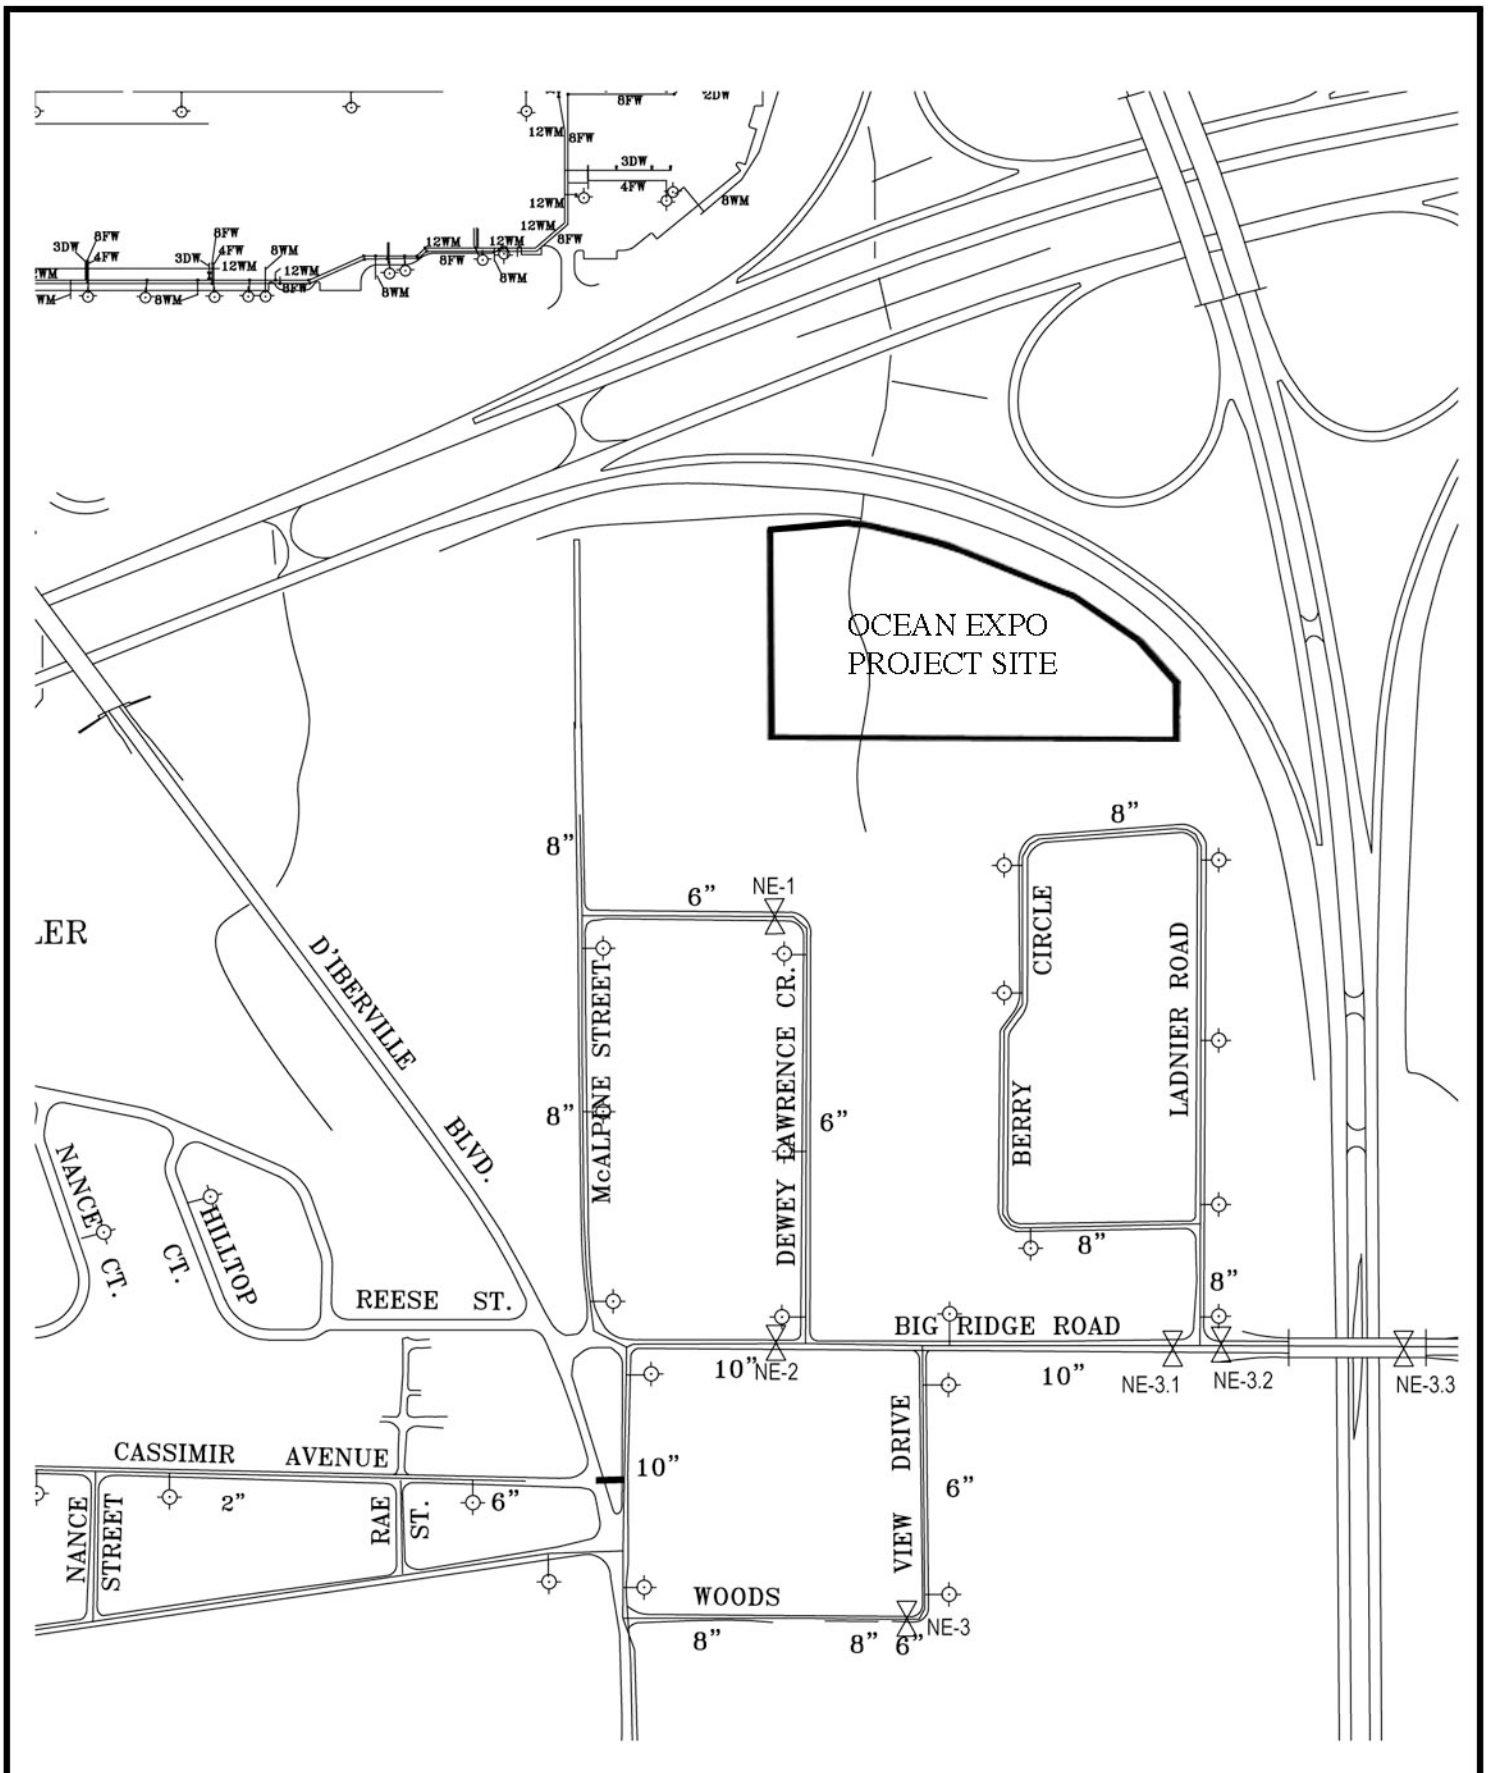 8FW
2DW
12WM
8FW
3DW
4FW
12WM
8WM
12WM
8FW
12WM
12WM
8FW
8WM
8FW
3DW
4FW
8FW
4FW
3DW
12WM
8WM
12WM
8FW
8WM
8WM
WM
WM
OCEAN EXPO
PROJECT SITE
8”
8”
6”
NE-1
LER
D'IBERVILLE
BLVD.
McALPINE STREET
8”
DEWEY LAWRENCE CR.
6”
CIRCLE
BERRY
LADNIER ROAD
8”
8”
NANCE
CT.
HILLTOP
CT.
REESE ST.
BIG RIDGE ROAD
10”
NE-2
10”
NE-3.1
NE-3.2
NE-3.3
CASSIMIR AVENUE
10”
VIEW DRIVE
6”
NANCE
STREET
2”
RAE
ST.
6”
WOODS
8”
8”
6”
NE-3